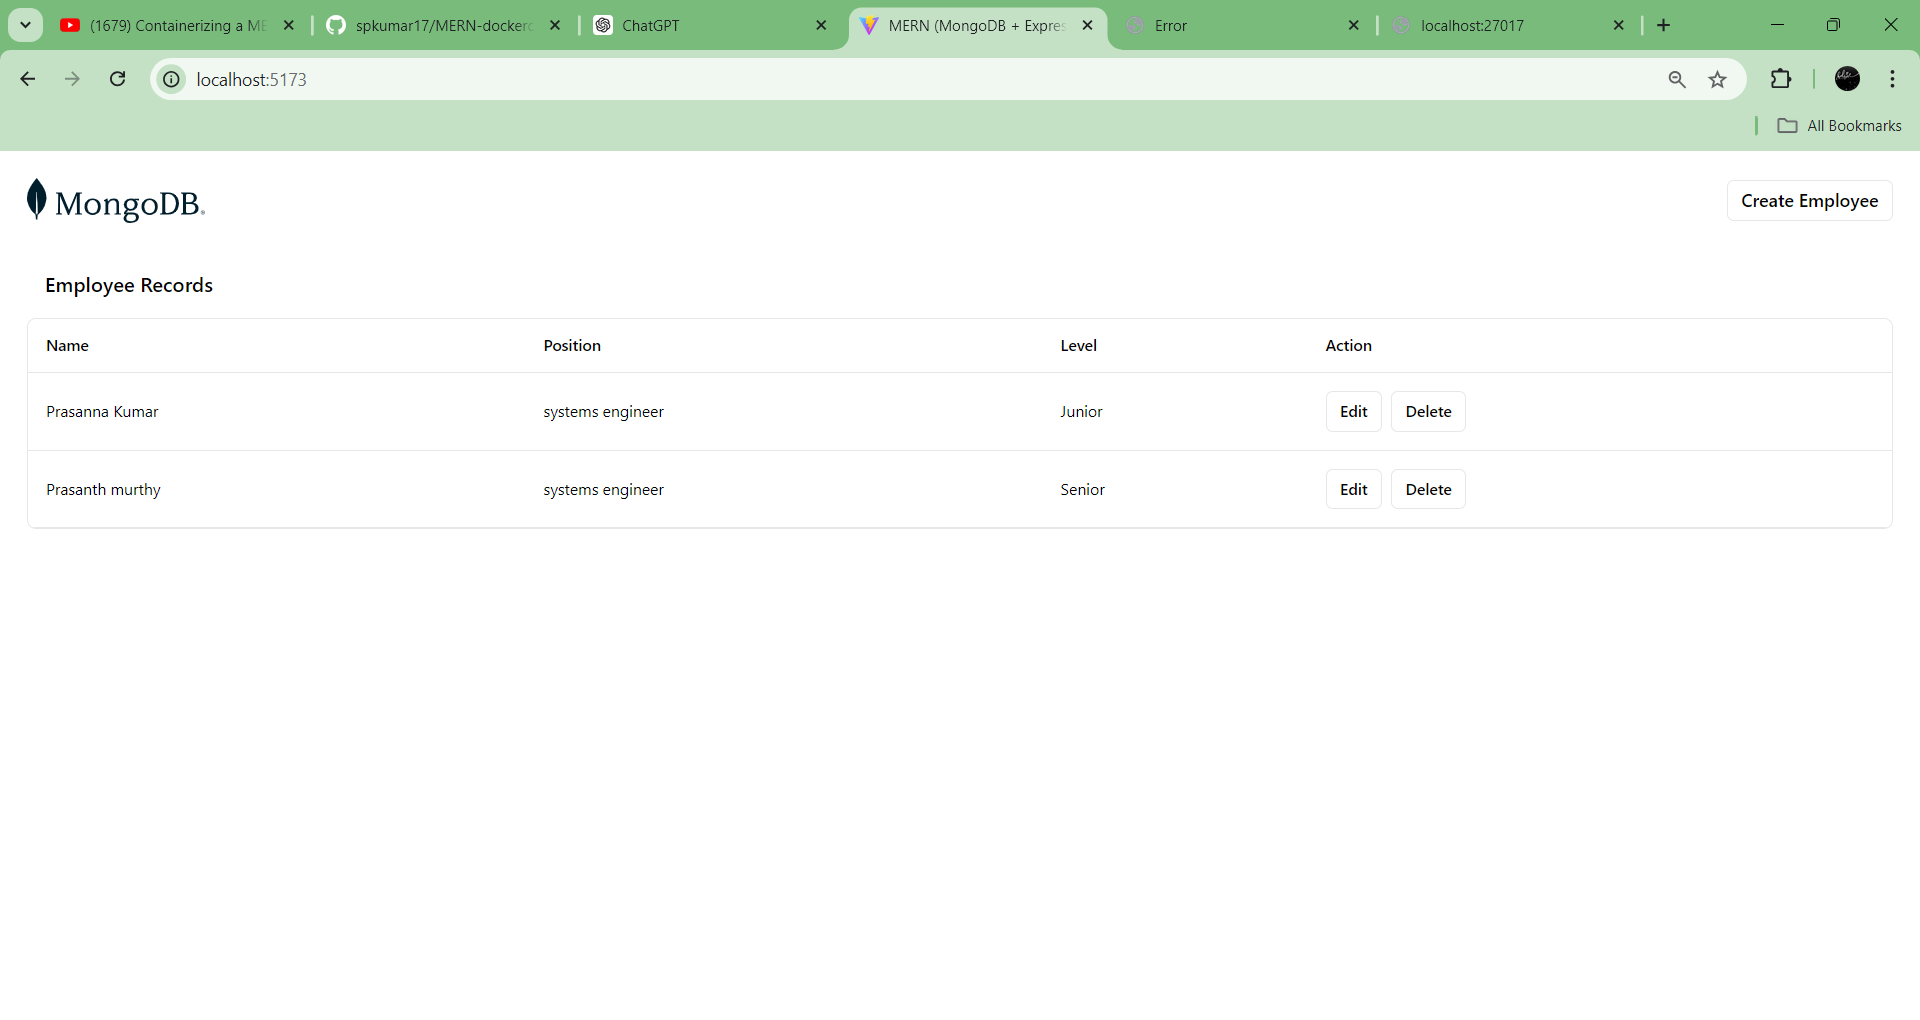 (1679) Containerizing a ME
spkumar17/MERN-docker
ChatGPT
MERN (MongoDB + Expres
Error
localhost:27017
localhost:5173
All Bookmarks
MongoDB®
Create Employee
Employee Records
Name Position Level Action
Prasanna Kumar systems engineer Junior Edit Delete
Prasanth murthy systems engineer Senior Edit Delete